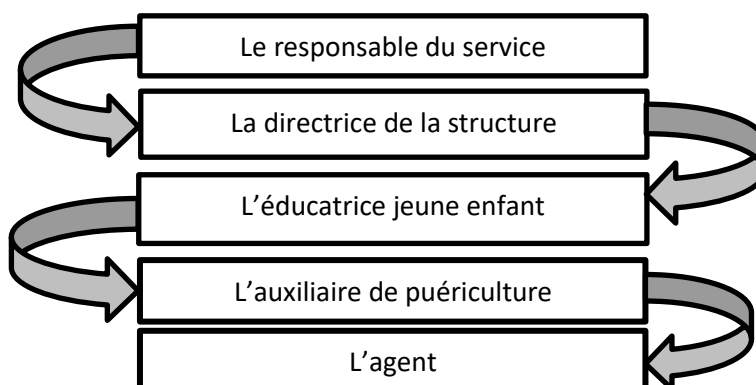 Le responsable du service
La directrice de la structure
L’éducatrice jeune enfant
L’auxiliaire de puériculture
L’agent